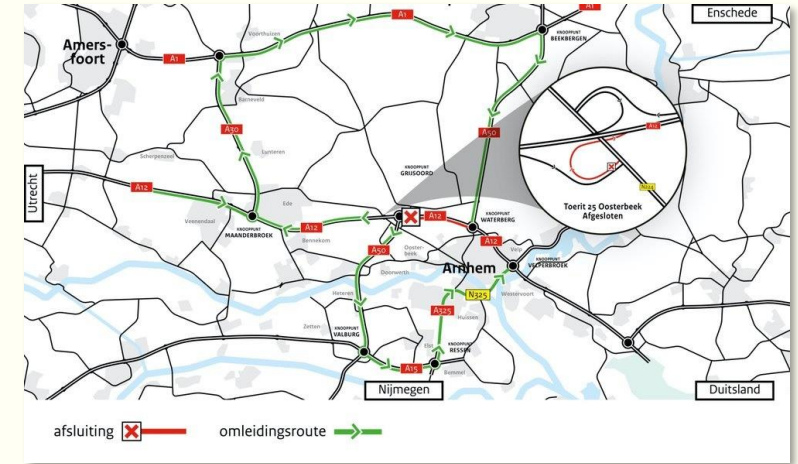 Enschede
A1
A1
Voorthuizen
KNOOPPUNT
BEEKBERGEN
Amers-
foort
A1
Barneveld
A30
A50
A12
Scherpenzeel
Lunteren
KNOOPPUNT
GRIJSOORD
N224
Utrecht
A12
Ede
Toerit 25 Oosterbeek
Afgesloten
A12
KNOOPPUNT
WATERBERG
Veenendaal
A12
KNOOPPUNT
MAANDERBROEK
Bennekom
A12
A50
Ooster-
beek
Velp
Arnhem
KNOOPPUNT
VELPERBROEK
Doorwerth
Heteren
N325
Westervoort
A325
Huissen
Zetten
KNOOPPUNT
VALBURG
Elst
KNOOPPUNT
RESSEN
A15
Bemmel
Nijmegen
Duitsland
afsluiting
omleidingsroute